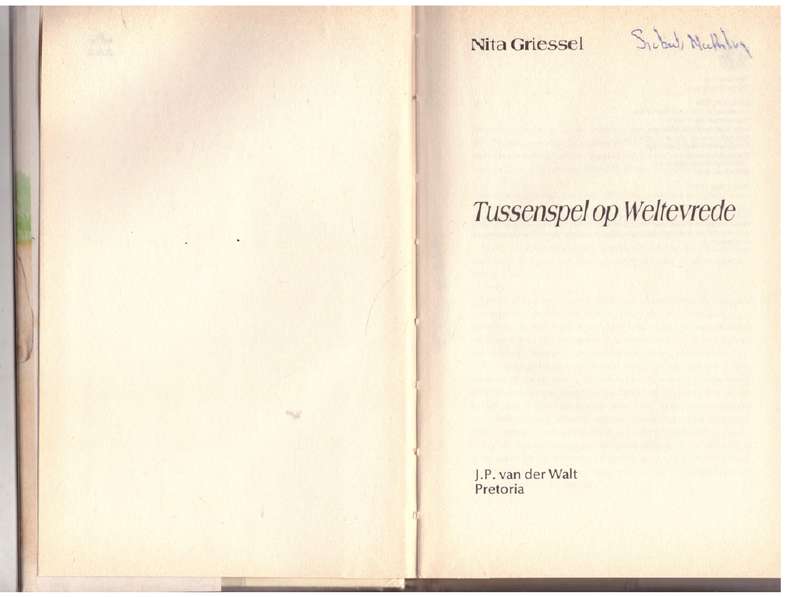 Nita Griessel
Tussenspel op Weltevrede
J.P. van der Walt
Pretoria